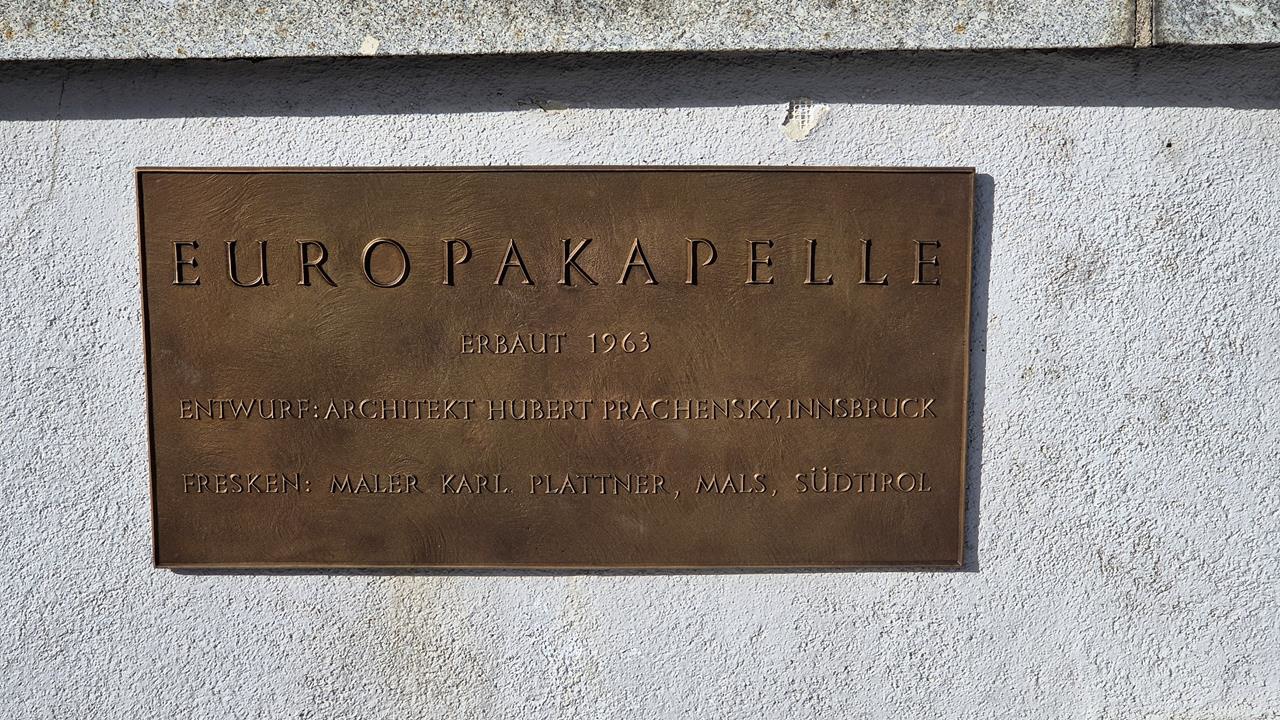 EUROPAKAPELLE
ERBAUT 1963
ENTWURF: ARCHITEKT HUBERT PRACHENSKY, INNSBRUCK
FRESKEN: MALER KARL PLATTNER, MALS, SÜDTIROL